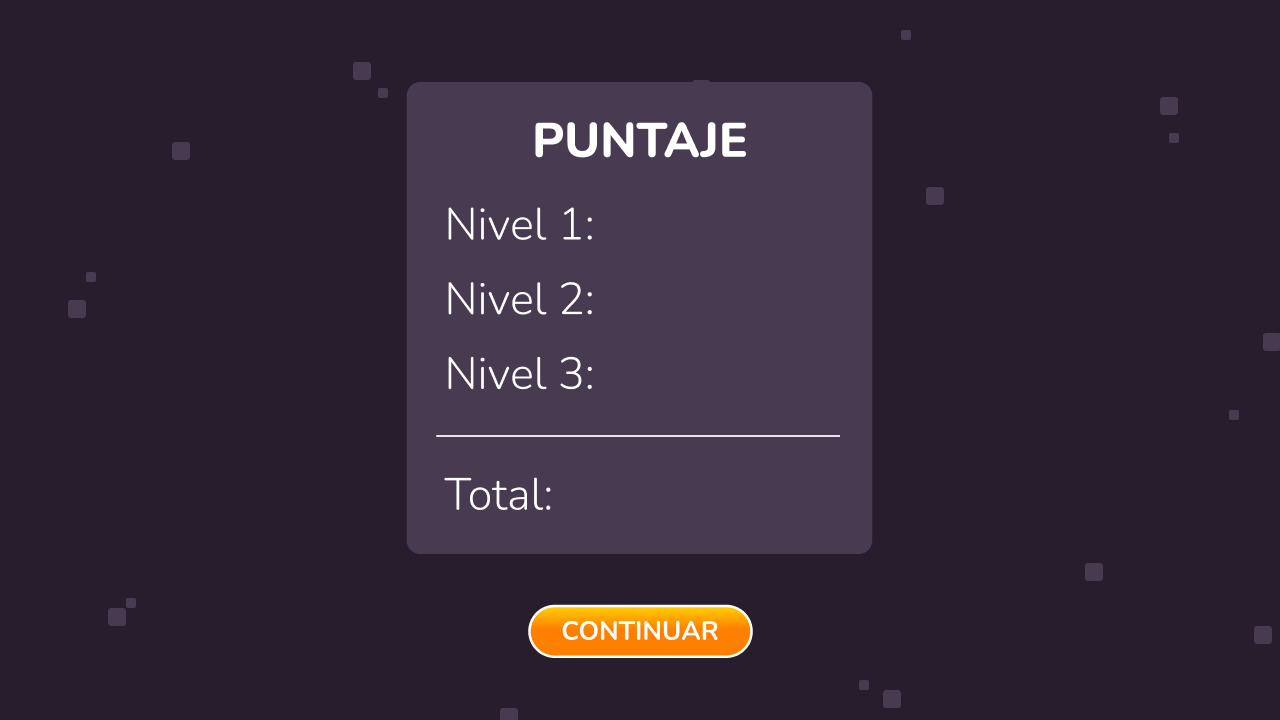 PUNTAJE
Nivel 1:
Nivel 2:
Nivel 3:
Total:
CONTINUAR